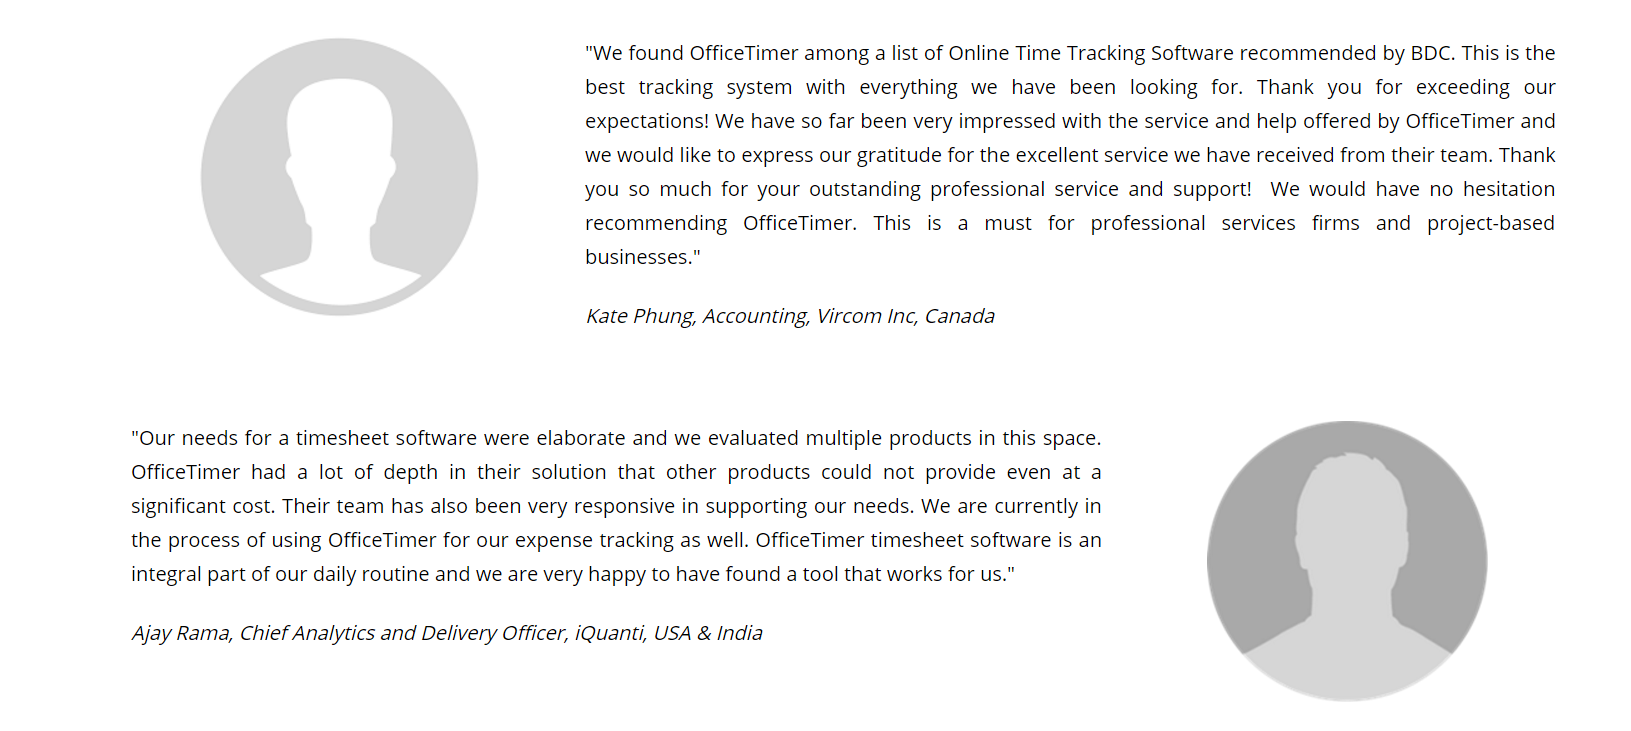 "We found OfficeTimer among a list of Online Time Tracking Software recommended by BDC. This is the
best tracking system with everything we have been looking for. Thank you for exceeding our
expectations! We have so far been very impressed with the service and help offered by OfficeTimer and
we would like to express our gratitude for the excellent service we have received from their team. Thank
you so much for your outstanding professional service and support!  We would have no hesitation
recommending OfficeTimer. This is a must for professional services firms and project-based
businesses."
Kate Phung, Accounting, Vircom Inc, Canada
"Our needs for a timesheet software were elaborate and we evaluated multiple products in this space.
OfficeTimer had a lot of depth in their solution that other products could not provide even at a
significant cost. Their team has also been very responsive in supporting our needs. We are currently in
the process of using OfficeTimer for our expense tracking as well. OfficeTimer timesheet software is an
integral part of our daily routine and we are very happy to have found a tool that works for us."
Ajay Rama, Chief Analytics and Delivery Officer, iQuanti, USA & India